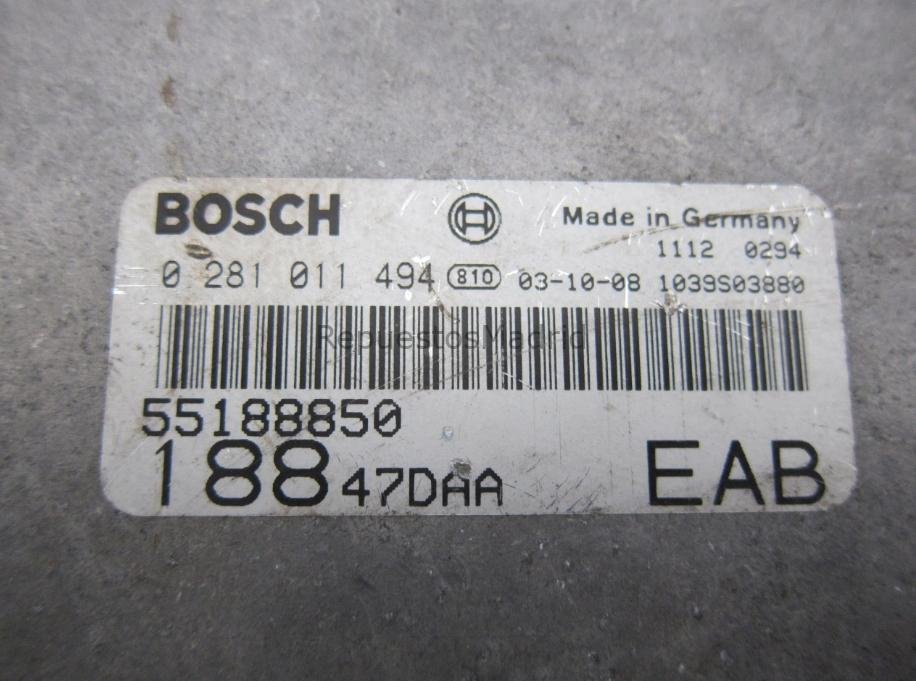 BOSCH
Made in Germany
1112 0294
0 281 011 494 810 03-10-08 1039S03880
RepuestosMadrid
55188850
188 47DAA EAB